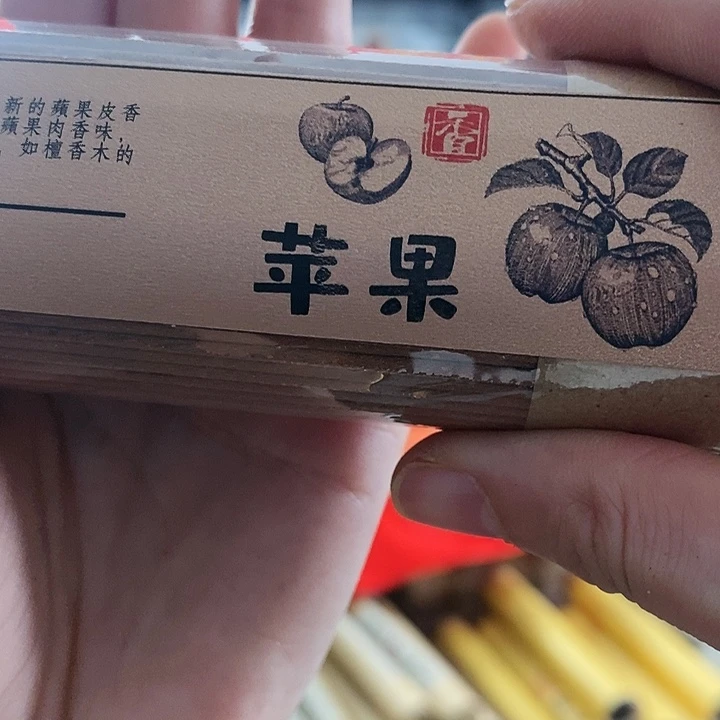 新的蘋果皮香
蘋果肉香味,
如檀香木的
香
苹果